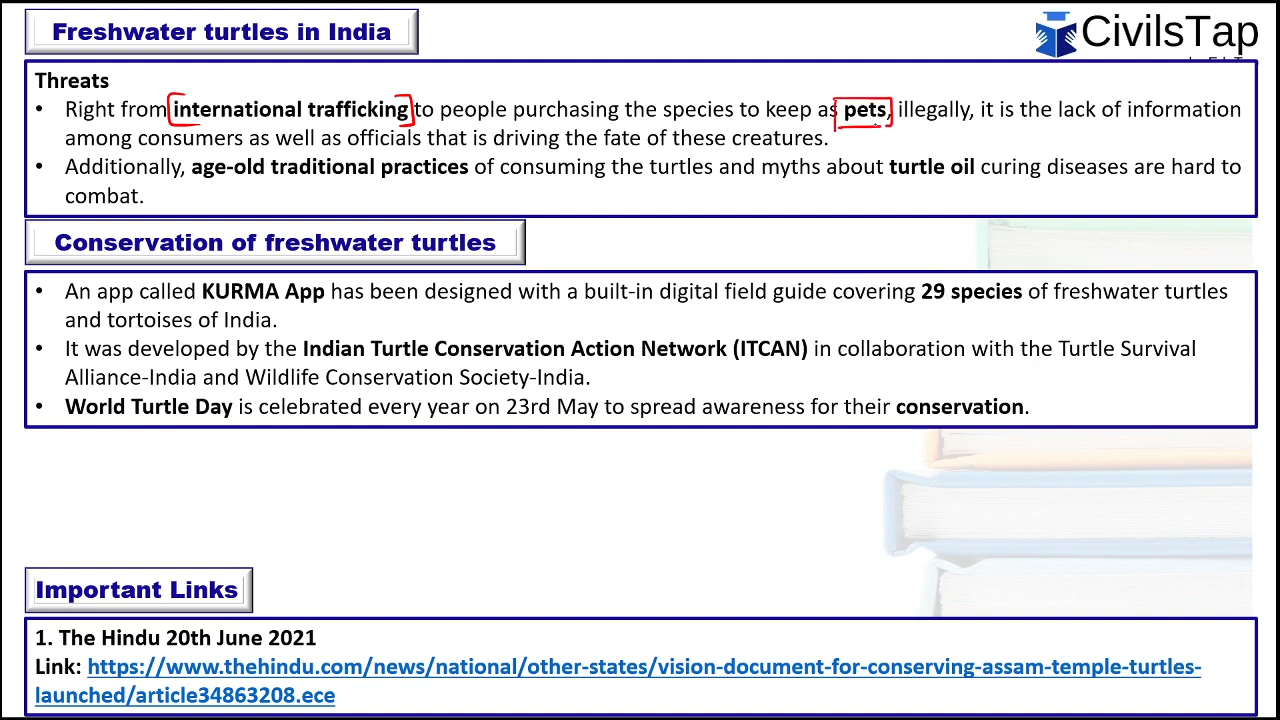 Freshwater turtles in India
CivilsTap
Threats
• Right from international trafficking to people purchasing the species to keep as pets, illegally, it is the lack of information
among consumers as well as officials that is driving the fate of these creatures.
• Additionally, age-old traditional practices of consuming the turtles and myths about turtle oil curing diseases are hard to
combat.
Conservation of freshwater turtles
• An app called KURMA App has been designed with a built-in digital field guide covering 29 species of freshwater turtles
and tortoises of India.
• It was developed by the Indian Turtle Conservation Action Network (ITCAN) in collaboration with the Turtle Survival
Alliance-India and Wildlife Conservation Society-India.
• World Turtle Day is celebrated every year on 23rd May to spread awareness for their conservation.
Important Links
1. The Hindu 20th June 2021
Link: https://www.thehindu.com/news/national/other-states/vision-document-for-conserving-assam-temple-turtles-
launched/article34863208.ece